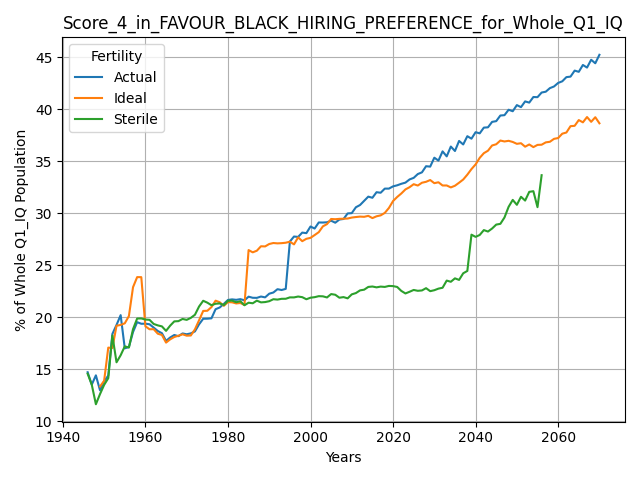 Score_4_in_FAVOUR_BLACK_HIRING_PREFERENCE_for_Whole_Q1_IQ
Fertility
Actual
Ideal
Sterile
% of Whole Q1_IQ Population
45
40
35
30
25
20
15
10
1940
1960
1980
2000
2020
2040
2060
Years